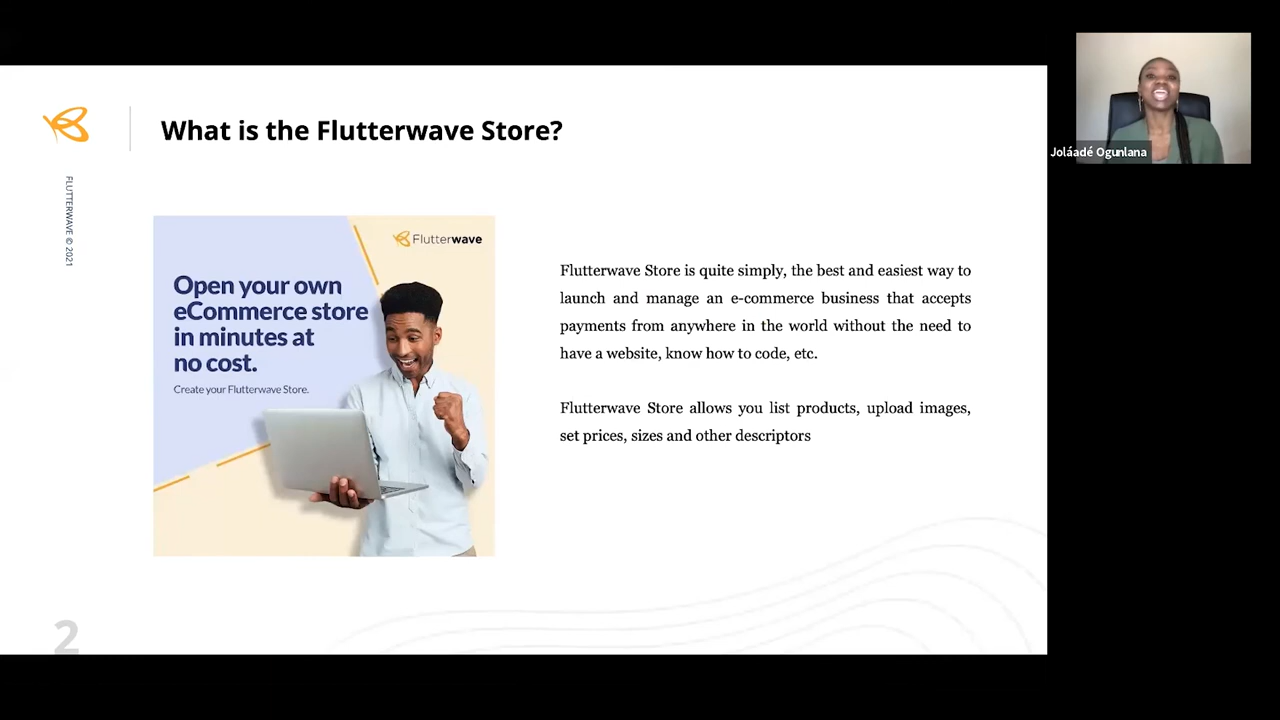 What is the Flutterwave Store?
FLUTTERWAVE © 2021
Flutterwave
Open your own
eCommerce store
in minutes at
no cost.
Create your Flutterwave Store.
Flutterwave Store is quite simply, the best and easiest way to
launch and manage an e-commerce business that accepts
payments from anywhere in the world without the need to
have a website, know how to code, etc.
Flutterwave Store allows you list products, upload images,
set prices, sizes and other descriptors
2
Joláadé Ogunlana